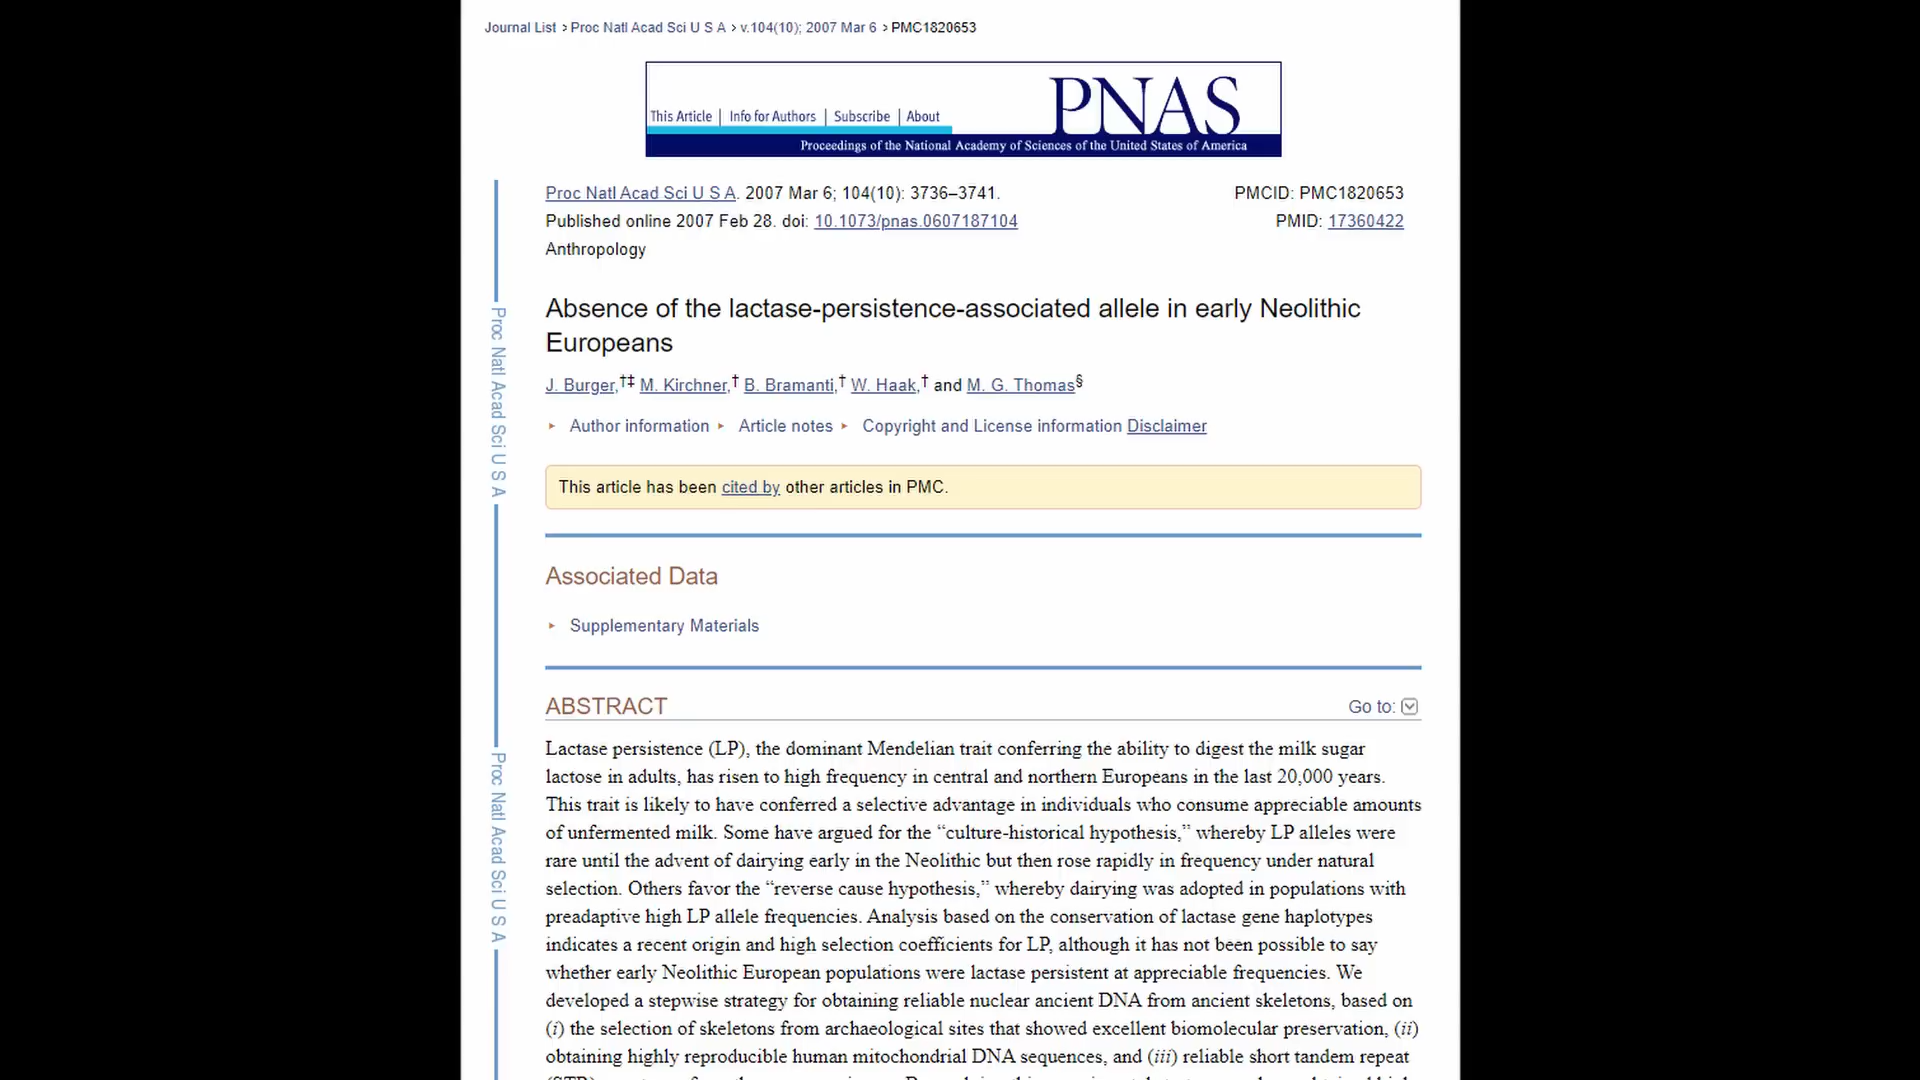 Journal List > Proc Natl Acad Sci U S A > v.104(10); 2007 Mar 6 > PMC1820653
PNAS
This Article | Info for Authors | Subscribe | About
Proceedings of the National Academy of Sciences of the United States of America
Proc Natl Acad Sci U S A. 2007 Mar 6; 104(10): 3736–3741.
PMCID: PMC1820653
Published online 2007 Feb 28. doi: 10.1073/pnas.0607187104
PMID: 17360422
Anthropology
Absence of the lactase-persistence-associated allele in early Neolithic
Europeans
J. Burger,†‡ M. Kirchner,† B. Bramanti,† W. Haak,† and M. G. Thomas§
Author information Article notes Copyright and License information Disclaimer
This article has been cited by other articles in PMC.
Associated Data
Supplementary Materials
ABSTRACT
Go to:
Lactase persistence (LP), the dominant Mendelian trait conferring the ability to digest the milk sugar
lactose in adults, has risen to high frequency in central and northern Europeans in the last 20,000 years.
This trait is likely to have conferred a selective advantage in individuals who consume appreciable amounts
of unfermented milk. Some have argued for the “culture-historical hypothesis,” whereby LP alleles were
rare until the advent of dairying early in the Neolithic but then rose rapidly in frequency under natural
selection. Others favor the “reverse cause hypothesis,” whereby dairying was adopted in populations with
preadaptive high LP allele frequencies. Analysis based on the conservation of lactase gene haplotypes
indicates a recent origin and high selection coefficients for LP, although it has not been possible to say
whether early Neolithic European populations were lactase persistent at appreciable frequencies. We
developed a stepwise strategy for obtaining reliable nuclear ancient DNA from ancient skeletons, based on
(i) the selection of skeletons from archaeological sites that showed excellent biomolecular preservation, (ii)
obtaining highly reproducible human mitochondrial DNA sequences, and (iii) reliable short tandem repeat
Proc Natl Acad Sci U S A
Proc Natl Acad Sci U S A